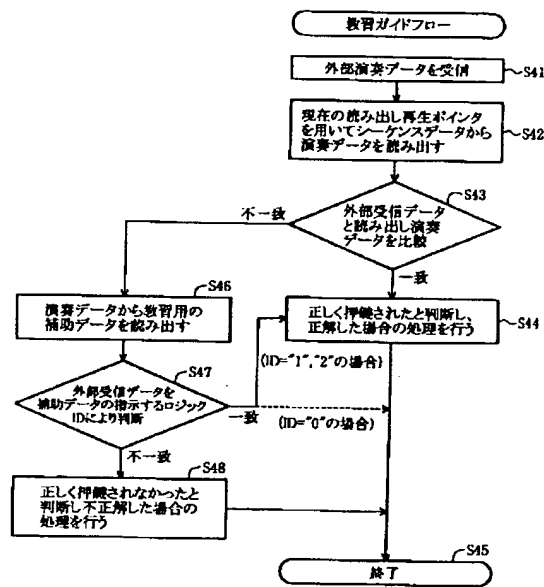 教習ガイドフロー
外部演奏データを受信
S41
現在の読み出し再生ポインタ
を用いてシーケンスデータから
演奏データを読み出す
S42
S43
外部受信データ
と読み出し演奏
データを比較
不一致
一致
S46
演奏データから教習用の
補助データを読み出す
正しく押鍵されたと判断し、
正解した場合の処理を行う
S44
S47
外部受信データを
補助データの指示するロジック
IDにより判断
(ID="1","2"の場合)
一致
(ID="0"の場合)
不一致
S48
正しく押鍵されなかったと
判断し不正解した場合の
処理を行う
S45
終了